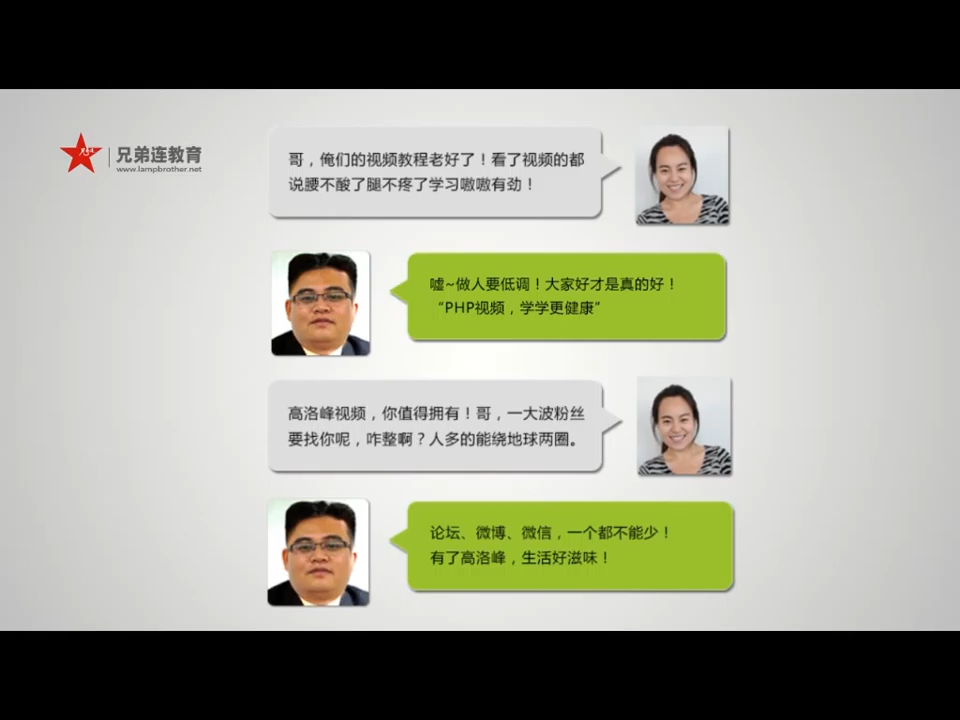 兄弟连教育
www.lampbrother.net
哥，俺们的视频教程老好了！看了视频的都
说腰不酸了腿不疼了学习嗷嗷有劲！
嘘~做人要低调！大家好才是真的好！
“PHP视频，学学更健康”
高洛峰视频，你值得拥有！哥，一大波粉丝
要找你呢，咋整啊？人多的能绕地球两圈。
论坛、微博、微信，一个都不能少！
有了高洛峰，生活好滋味！